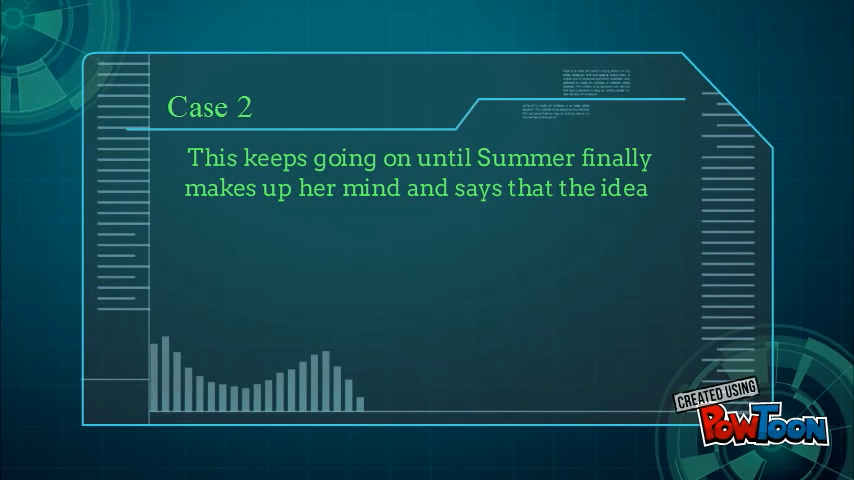 Case 2
This keeps going on until Summer finally
makes up her mind and says that the idea
CREATED USING
POWTOON